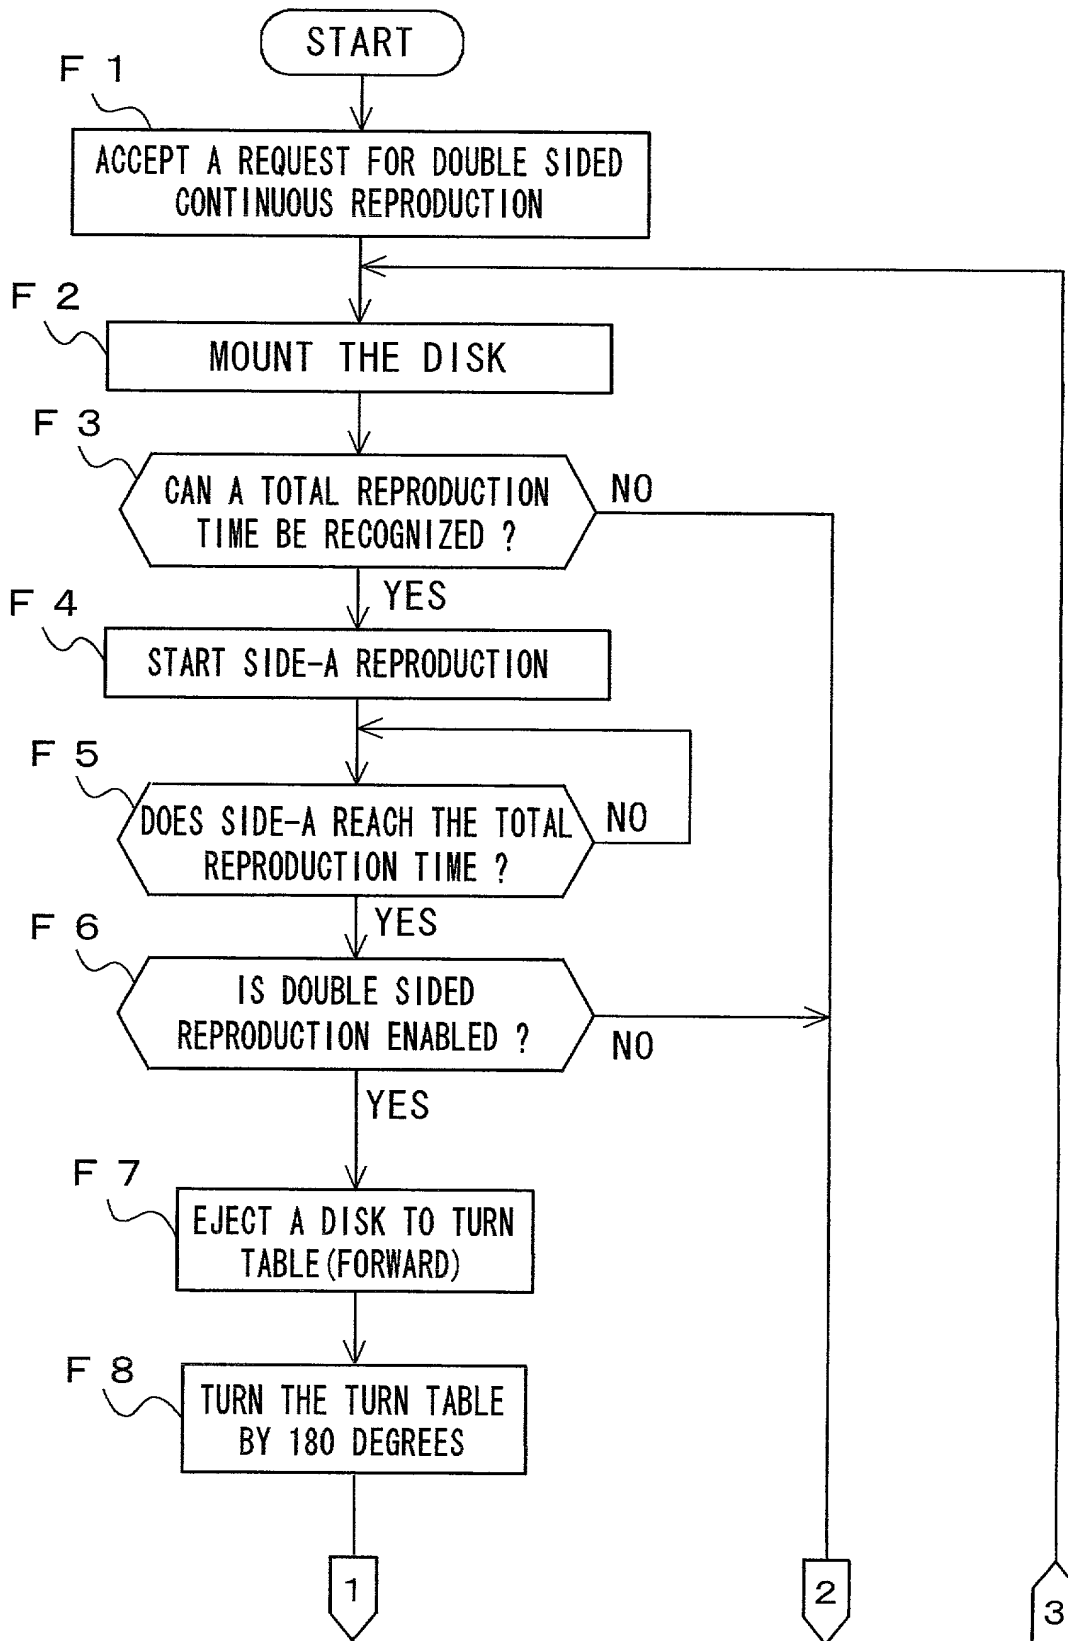 START
F 1
ACCEPT A REQUEST FOR DOUBLE SIDED
CONTINUOUS REPRODUCTION
F 2
MOUNT THE DISK
F 3
CAN A TOTAL REPRODUCTION
TIME BE RECOGNIZED ?
NO
YES
F 4
START SIDE-A REPRODUCTION
F 5
DOES SIDE-A REACH THE TOTAL
REPRODUCTION TIME ?
NO
YES
F 6
IS DOUBLE SIDED
REPRODUCTION ENABLED ?
NO
YES
F 7
EJECT A DISK TO TURN
TABLE(FORWARD)
F 8
TURN THE TURN TABLE
BY 180 DEGREES
1
2
3